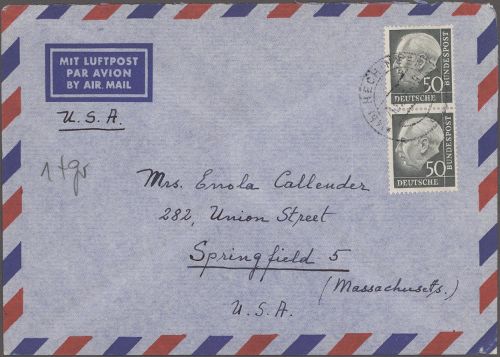 MIT LUFTPOST
PAR AVION
BY AIR MAIL
U.S.A.
50
DEUTSCHE
BUNDESPOST
50
DEUTSCHE
BUNDESPOST
Mrs. Enola Callender
282, Union Street
Springfield 5
(Massachusetts.)
U.S.A.